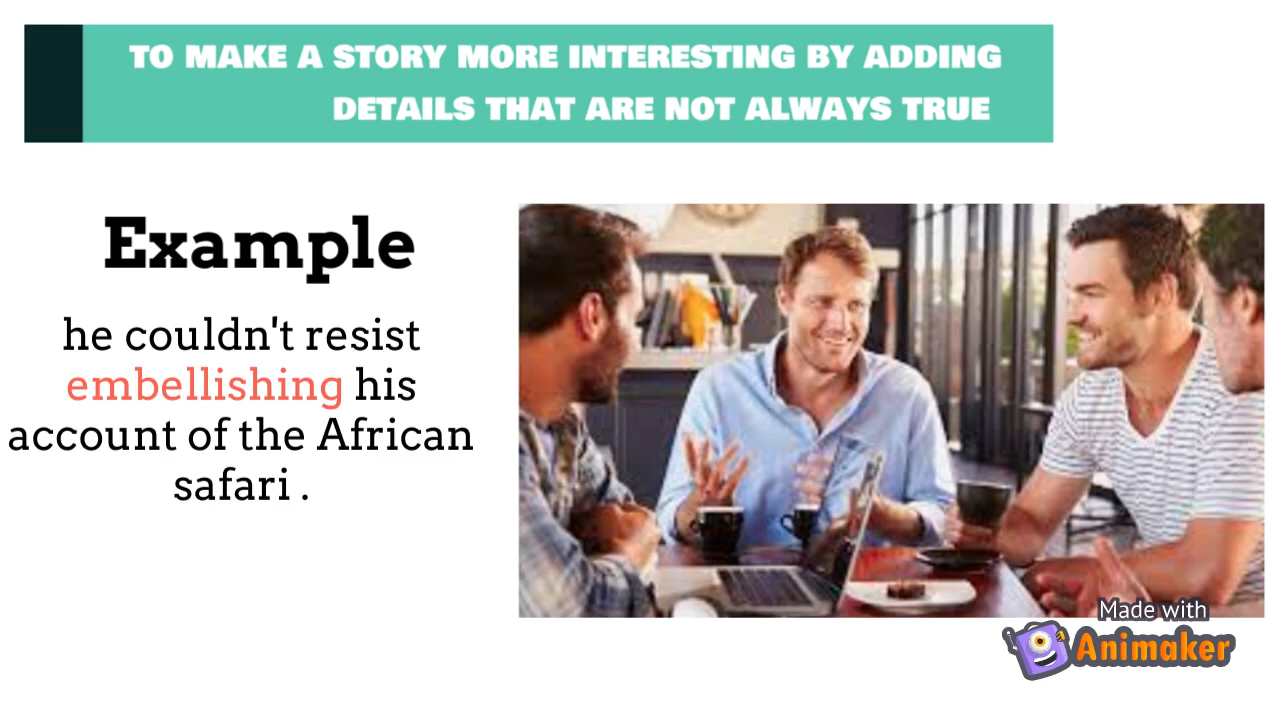 TO MAKE A STORY MORE INTERESTING BY ADDING
DETAILS THAT ARE NOT ALWAYS TRUE
Example
he couldn't resist
embellishing his
account of the African
safari .
Made with
Animaker